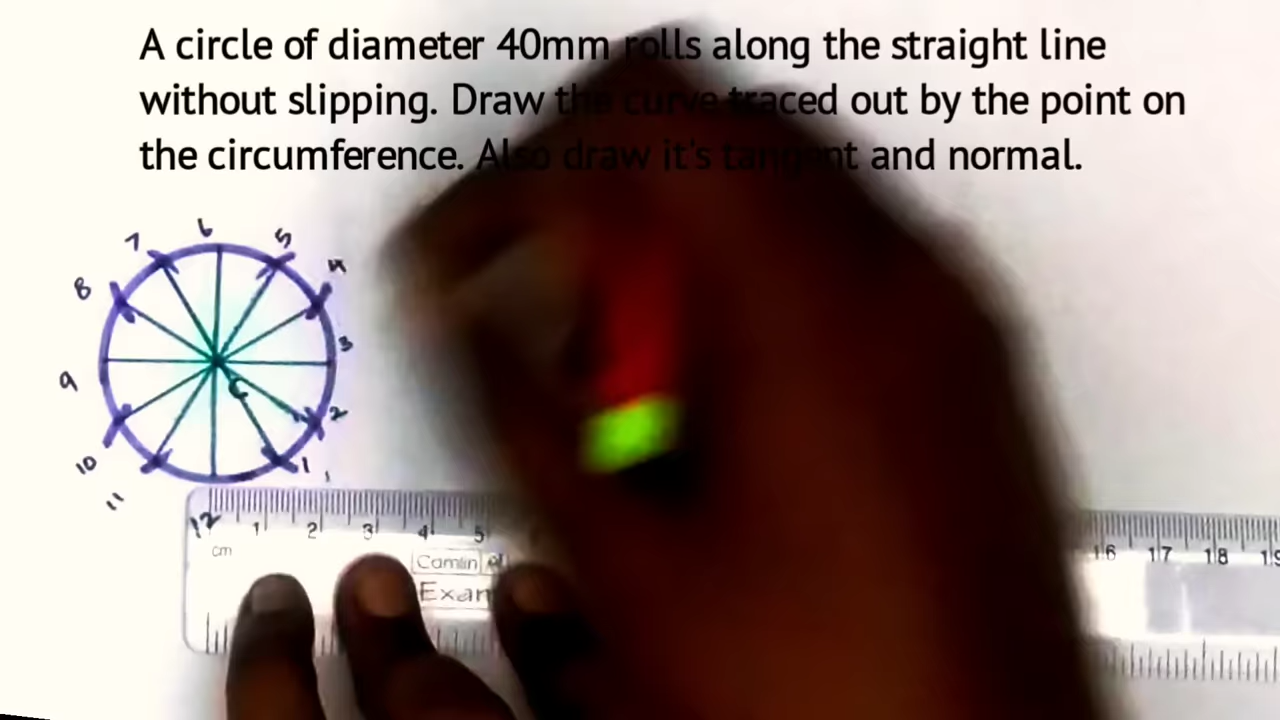 A circle of diameter 40mm rolls along the straight line
without slipping. Draw the curve traced out by the point on
the circumference. Also draw it's tangent and normal.
6
7 5
8 4
3
9
C
2
10 1
11
12
1 2 3 4 5 16 17 18
cm
Camlin
Exam